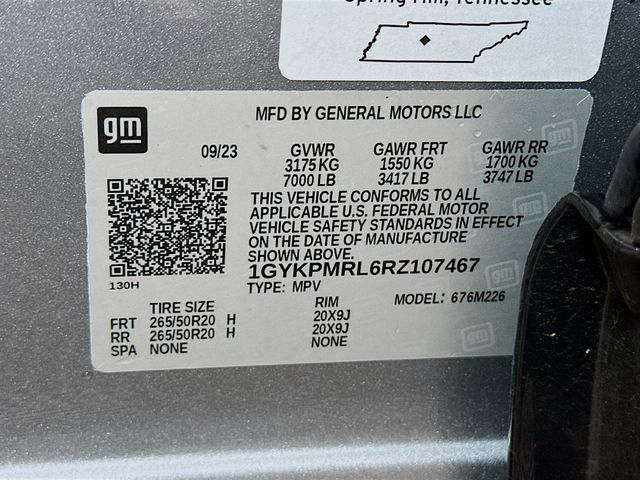 Spring Hill, Tennessee
gm
MFD BY GENERAL MOTORS LLC
09/23 GVWR GAWR FRT GAWR RR
3175 KG 1550 KG 1700 KG
7000 LB 3417 LB 3747 LB
THIS VEHICLE CONFORMS TO ALL
APPLICABLE U.S. FEDERAL MOTOR
VEHICLE SAFETY STANDARDS IN EFFECT
ON THE DATE OF MANUFACTURE
SHOWN ABOVE.
1GYKPMRL6RZ107467
130H
TYPE: MPV MODEL: 676M226
TIRE SIZE RIM
FRT 265/50R20 H 20X9J
RR 265/50R20 H 20X9J
SPA NONE NONE